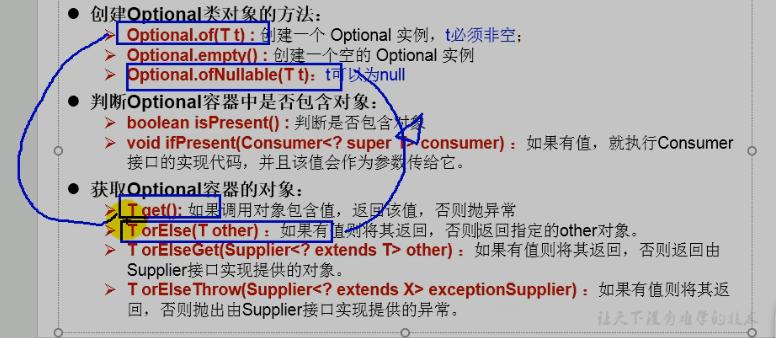 ● 创建Optional类对象的方法：
➢ Optional.of(T t) : 创建一个 Optional 实例，t必须非空；
➢ Optional.empty() : 创建一个空的 Optional 实例
➢ Optional.ofNullable(T t)：t可以为null
● 判断Optional容器中是否包含对象：
➢ boolean isPresent() : 判断是否包含对象
➢ void ifPresent(Consumer<? super T> consumer) ：如果有值，就执行Consumer
接口的实现代码，并且该值会作为参数传给它。
● 获取Optional容器的对象：
➢ T get(): 如果调用对象包含值，返回该值，否则抛异常
➢ T orElse(T other) ：如果有值则将其返回，否则返回指定的other对象。
➢ T orElseGet(Supplier<? extends T> other) ：如果有值则将其返回，否则返回由
Supplier接口实现提供的对象。
➢ T orElseThrow(Supplier<? extends X> exceptionSupplier) ：如果有值则将其返
回，否则抛出由Supplier接口实现提供的异常。
让天下没有难学的技术